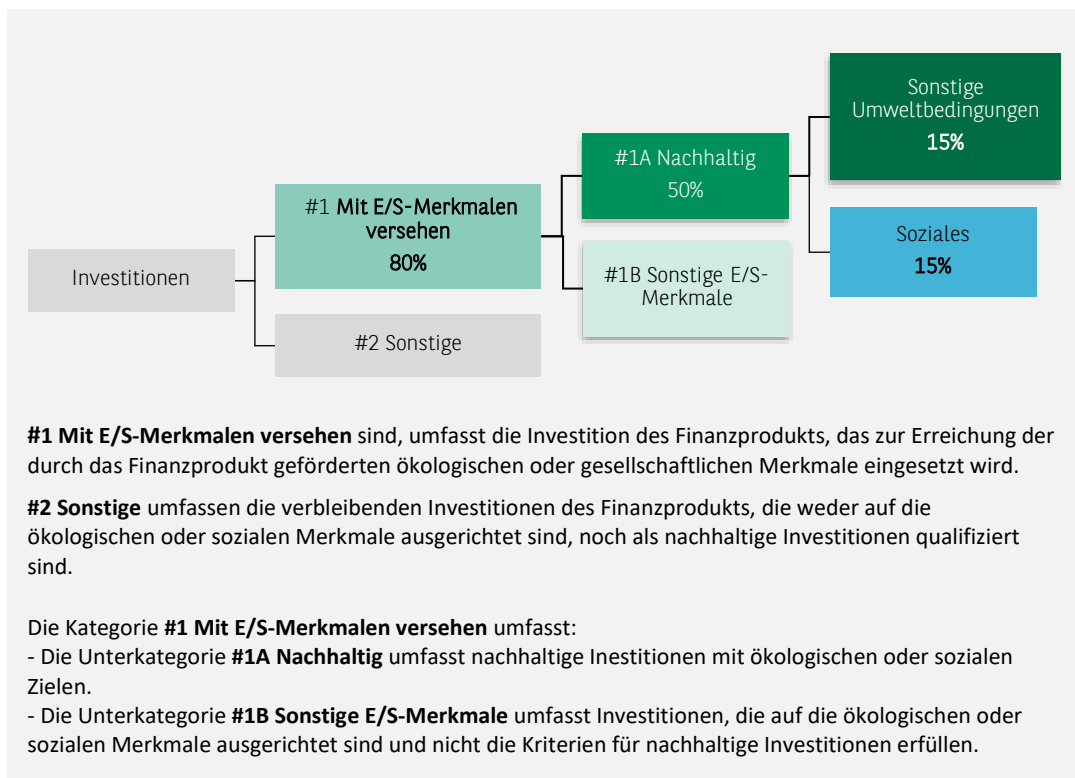 Sonstige
Umweltbedingungen
15%
#1A Nachhaltig
50%
#1 Mit E/S-Merkmalen
versehen
80%
Soziales
15%
Investitionen
#1B Sonstige E/S-
Merkmale
#2 Sonstige
#1 Mit E/S-Merkmalen versehen sind, umfasst die Investition des Finanzprodukts, das zur Erreichung der
durch das Finanzprodukt geförderten ökologischen oder gesellschaftlichen Merkmale eingesetzt wird.
#2 Sonstige umfassen die verbleibenden Investitionen des Finanzprodukts, die weder auf die
ökologischen oder sozialen Merkmale ausgerichtet sind, noch als nachhaltige Investitionen qualifiziert
sind.
Die Kategorie #1 Mit E/S-Merkmalen versehen umfasst:
- Die Unterkategorie #1A Nachhaltig umfasst nachhaltige Inestitionen mit ökologischen oder sozialen
Zielen.
- Die Unterkategorie #1B Sonstige E/S-Merkmale umfasst Investitionen, die auf die ökologischen oder
sozialen Merkmale ausgerichtet sind und nicht die Kriterien für nachhaltige Investitionen erfüllen.